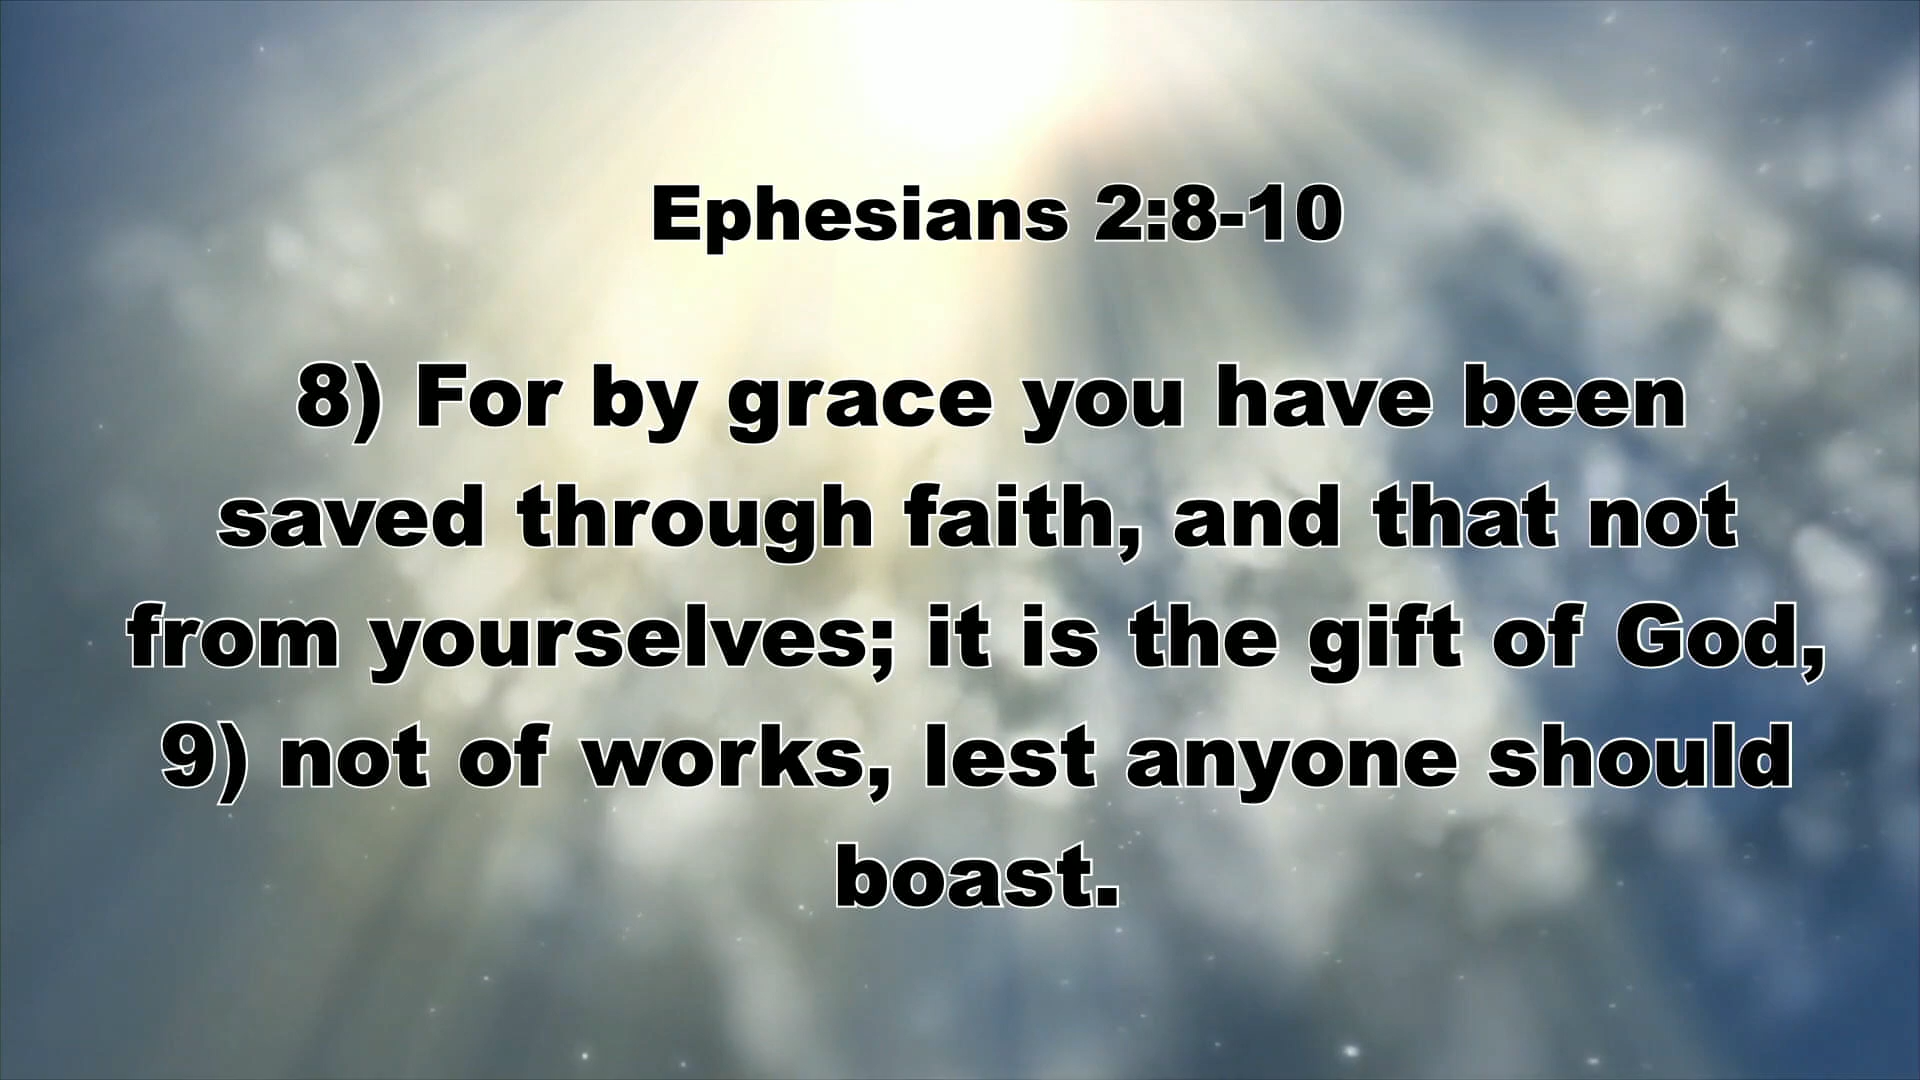 Ephesians 2:8-10
8) For by grace you have been
saved through faith, and that not
from yourselves; it is the gift of God,
9) not of works, lest anyone should
boast.